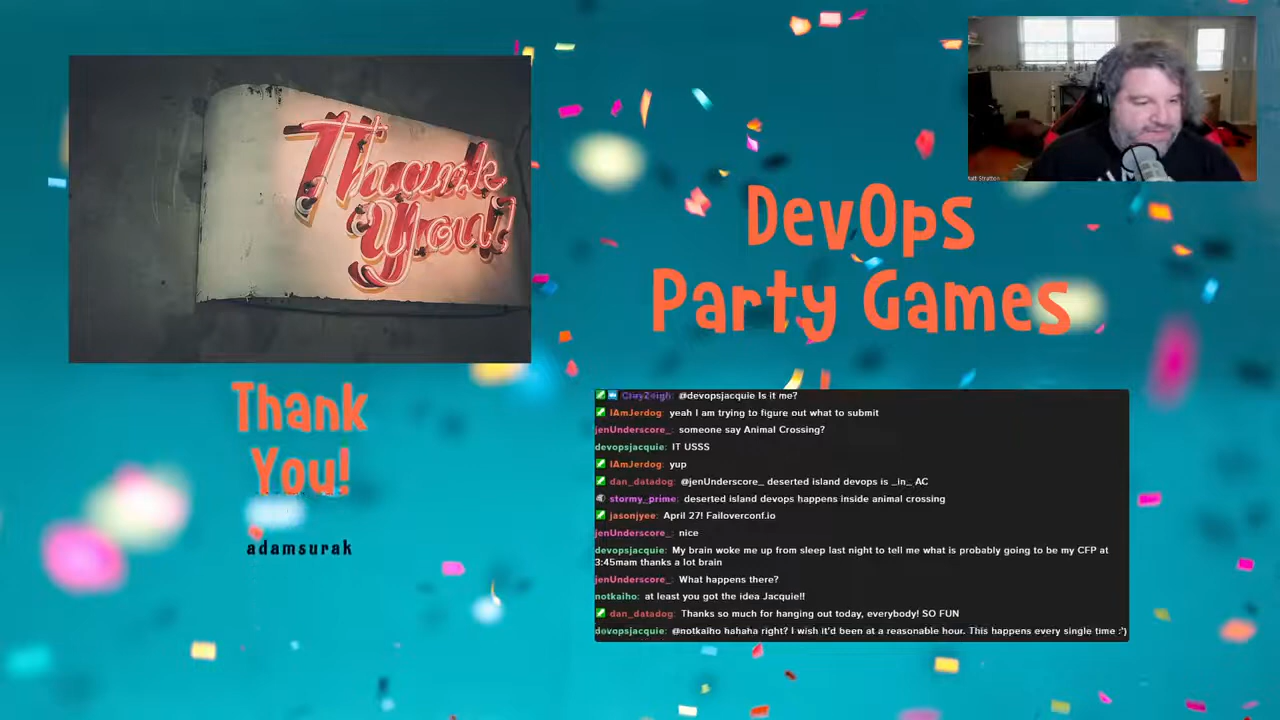 Thank
you!
Matt Stratton
DevOps
Party Games
Thank
You!
adamsurak
CrayZeigh: @devopsjacquie Is it me?
IAmJerdog: yeah I am trying to figure out what to submit
jenUnderscore_: someone say Animal Crossing?
devopsjacquie: IT USSS
IAmJerdog: yup
dan_datadog: @jenUnderscore_ deserted island devops is _in_ AC
stormy_prime: deserted island devops happens inside animal crossing
jasonjyee: April 27! Failoverconf.io
jenUnderscore_: nice
devopsjacquie: My brain woke me up from sleep last night to tell me what is probably going to be my CFP at
3:45mam thanks a lot brain
jenUnderscore_: What happens there?
notkaiho: at least you got the idea Jacquie!!
dan_datadog: Thanks so much for hanging out today, everybody! SO FUN
devopsjacquie: @notkaiho hahaha right? I wish it'd been at a reasonable hour. This happens every single time :')